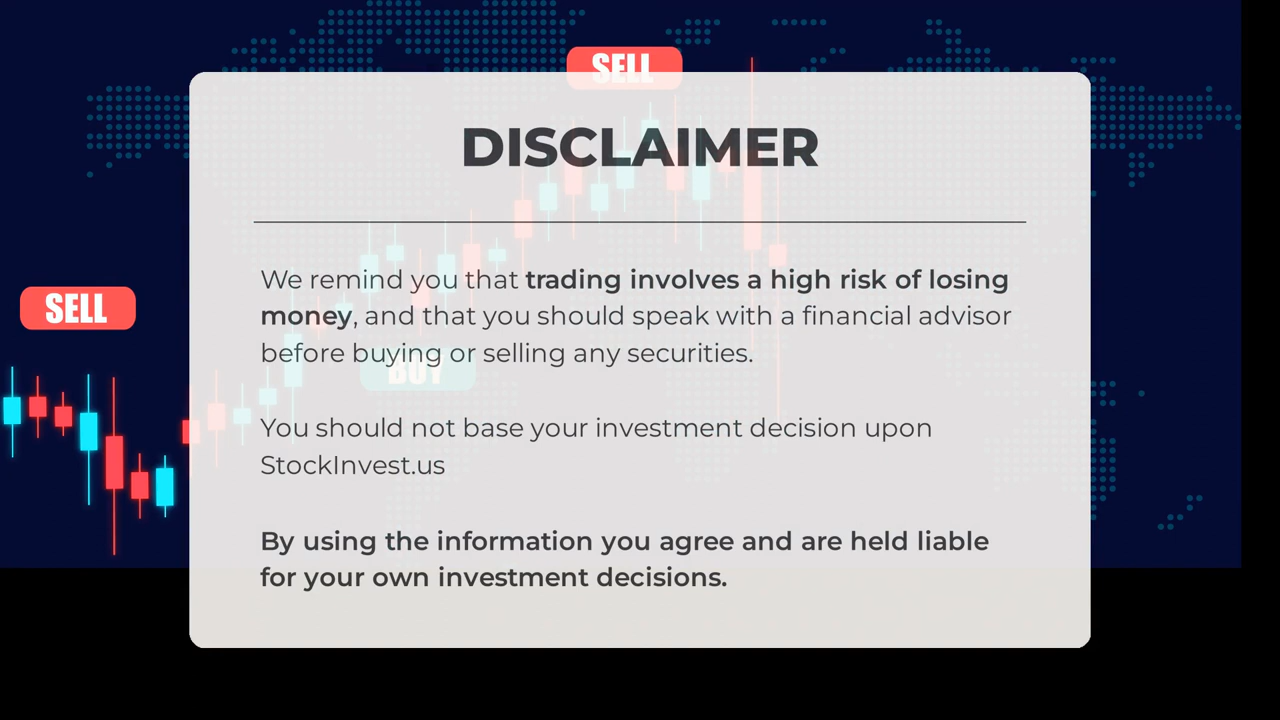 SELL
DISCLAIMER
We remind you that trading involves a high risk of losing
money, and that you should speak with a financial advisor
before buying or selling any securities.
SELL
BUY
You should not base your investment decision upon
StockInvest.us
By using the information you agree and are held liable
for your own investment decisions.